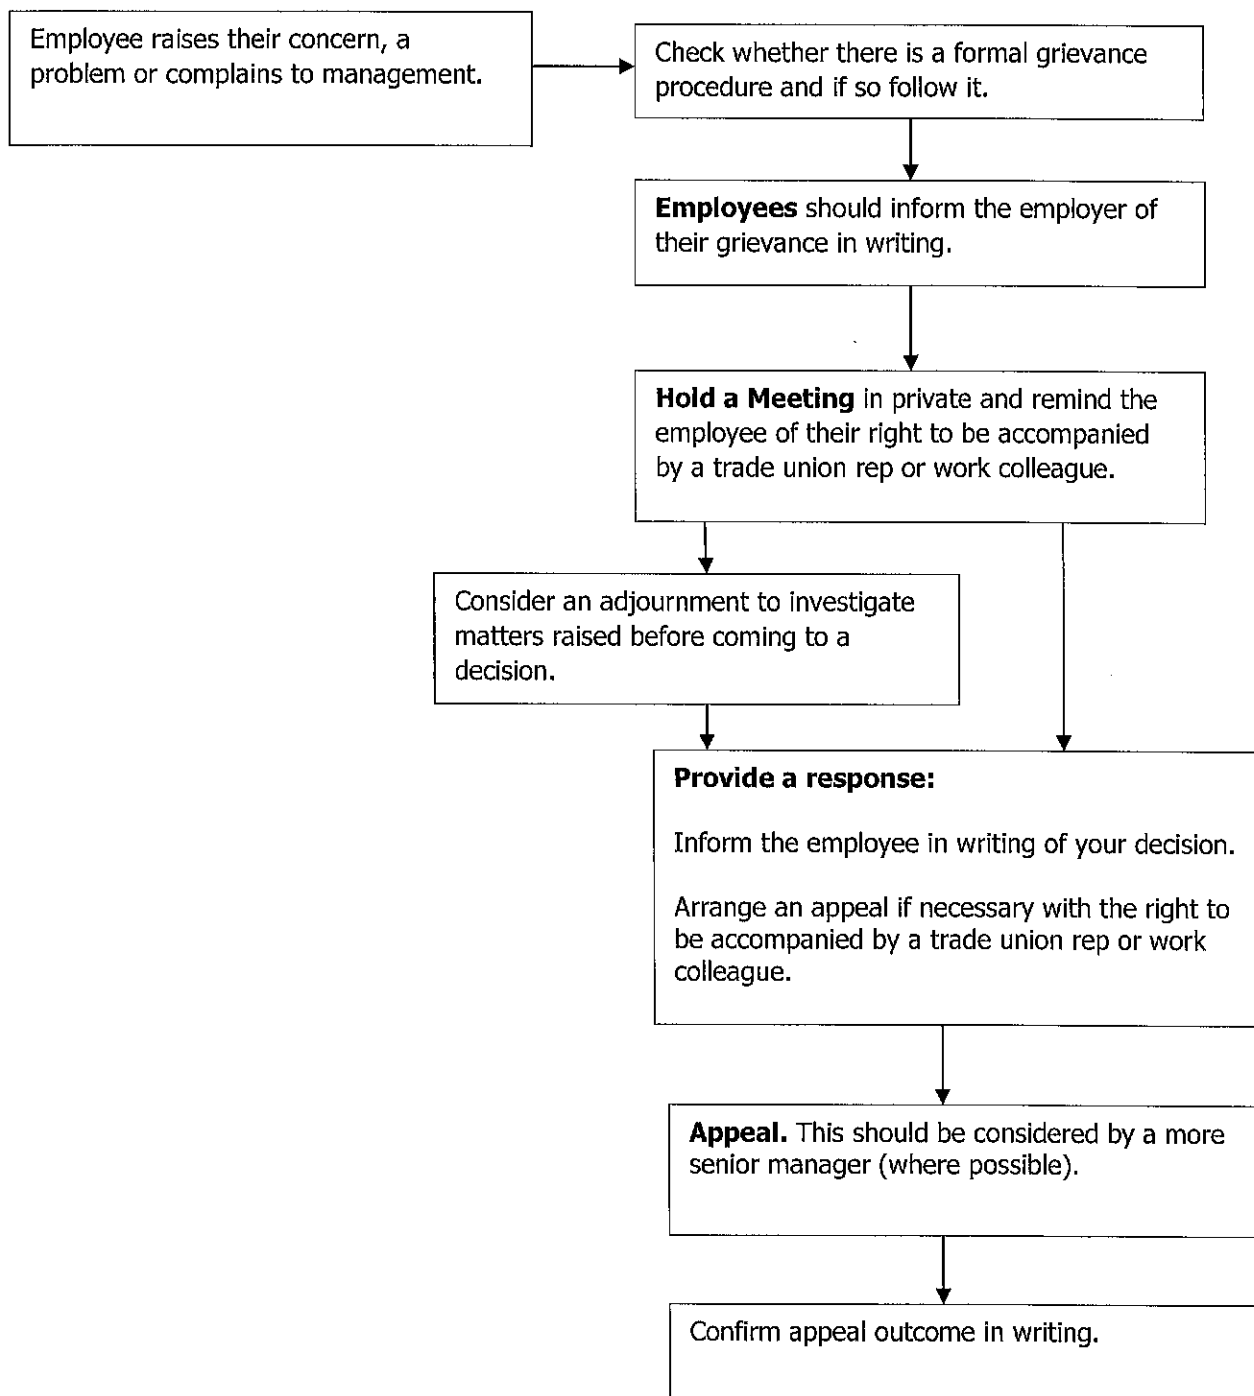 Employee raises their concern, a
problem or complains to management.
Check whether there is a formal grievance
procedure and if so follow it.
Employees should inform the employer of
their grievance in writing.
Hold a Meeting in private and remind the
employee of their right to be accompanied
by a trade union rep or work colleague.
Consider an adjournment to investigate
matters raised before coming to a
decision.
Provide a response:
Inform the employee in writing of your decision.
Arrange an appeal if necessary with the right to
be accompanied by a trade union rep or work
colleague.
Appeal. This should be considered by a more
senior manager (where possible).
Confirm appeal outcome in writing.